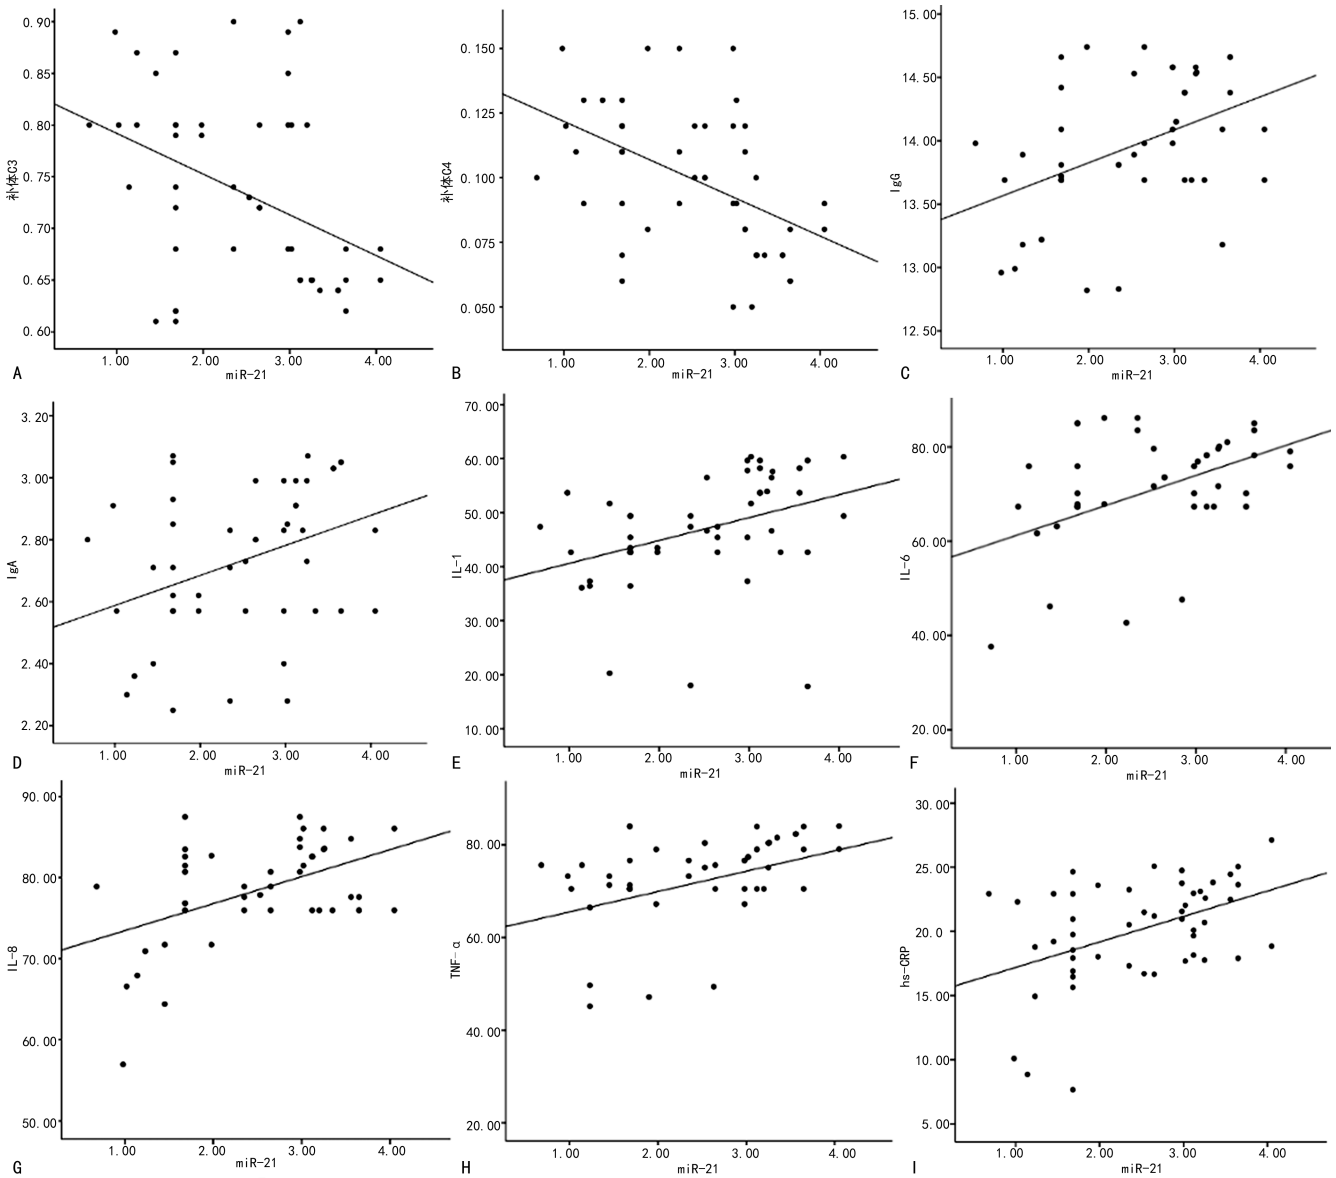 0.90
0.85
0.80
0.75
0.70
0.65
0.60
补体C3
1.00 2.00 3.00 4.00
miR-21
A
0.150
0.125
0.100
0.075
0.050
补体C4
1.00 2.00 3.00 4.00
miR-21
B
15.00
14.50
14.00
13.50
13.00
12.50
IgG
1.00 2.00 3.00 4.00
miR-21
C
3.20
3.00
2.80
2.60
2.40
2.20
IgA
1.00 2.00 3.00 4.00
miR-21
D
70.00
60.00
50.00
40.00
30.00
20.00
10.00
IL-1
1.00 2.00 3.00 4.00
miR-21
E
80.00
60.00
40.00
20.00
IL-6
1.00 2.00 3.00 4.00
miR-21
F
90.00
80.00
70.00
60.00
50.00
IL-8
1.00 2.00 3.00 4.00
miR-21
G
80.00
60.00
40.00
20.00
TNF-α
1.00 2.00 3.00 4.00
miR-21
H
30.00
25.00
20.0
15.00
10.00
5.00
hs-CRP
1.00 2.00 3.00 4.00
miR-21
I